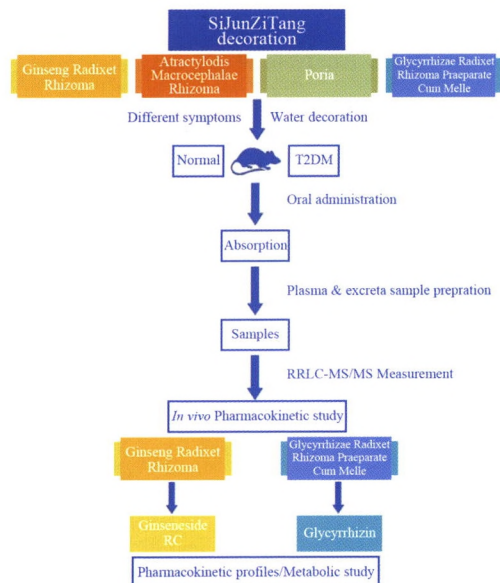 SiJunZiTang
decoration
Ginseng Radixet
Rhizoma
Atractylodis
Macrocephalae
Rhizoma
Poria
Glycyrrhizae Radixet
Rhizoma Praeparate
Cum Melle
Different symptoms
Water decoration
Normal
T2DM
Oral administration
Absorption
Plasma & excreta sample prepration
Samples
RRLC-MS/MS Measurement
In vivo Pharmacokinetic study
Ginseng Radixet
Rhizoma
Glycyrrhizae Radixet
Rhizoma Praeparate
Cum Melle
Ginseneside
RC
Glycyrrhizin
Pharmacokinetic profiles/Metabolic study